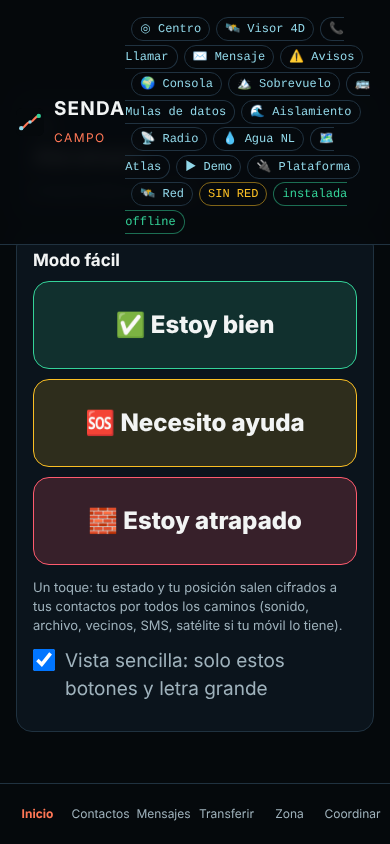 ◎ Centro 🛰️ Visor 4D 📞
Llamar ✉️ Mensaje ⚠️ Avisos
🌍 Consola 🏔️ Sobrevuelo 🚌
SENDA Mulas de datos 🌊 Aislamiento
CAMPO 📡 Radio 💧 Agua NL 🗺️
Atlas ▶ Demo 🔌 Plataforma
🛰️ Red SIN RED instalada
offline
Modo fácil
✅ Estoy bien
🆘 Necesito ayuda
🧱 Estoy atrapado
Un toque: tu estado y tu posición salen cifrados a
tus contactos por todos los caminos (sonido,
archivo, vecinos, SMS, satélite si tu móvil lo tiene).
Vista sencilla: solo estos
botones y letra grande
Inicio Contactos Mensajes Transferir Zona Coordinar